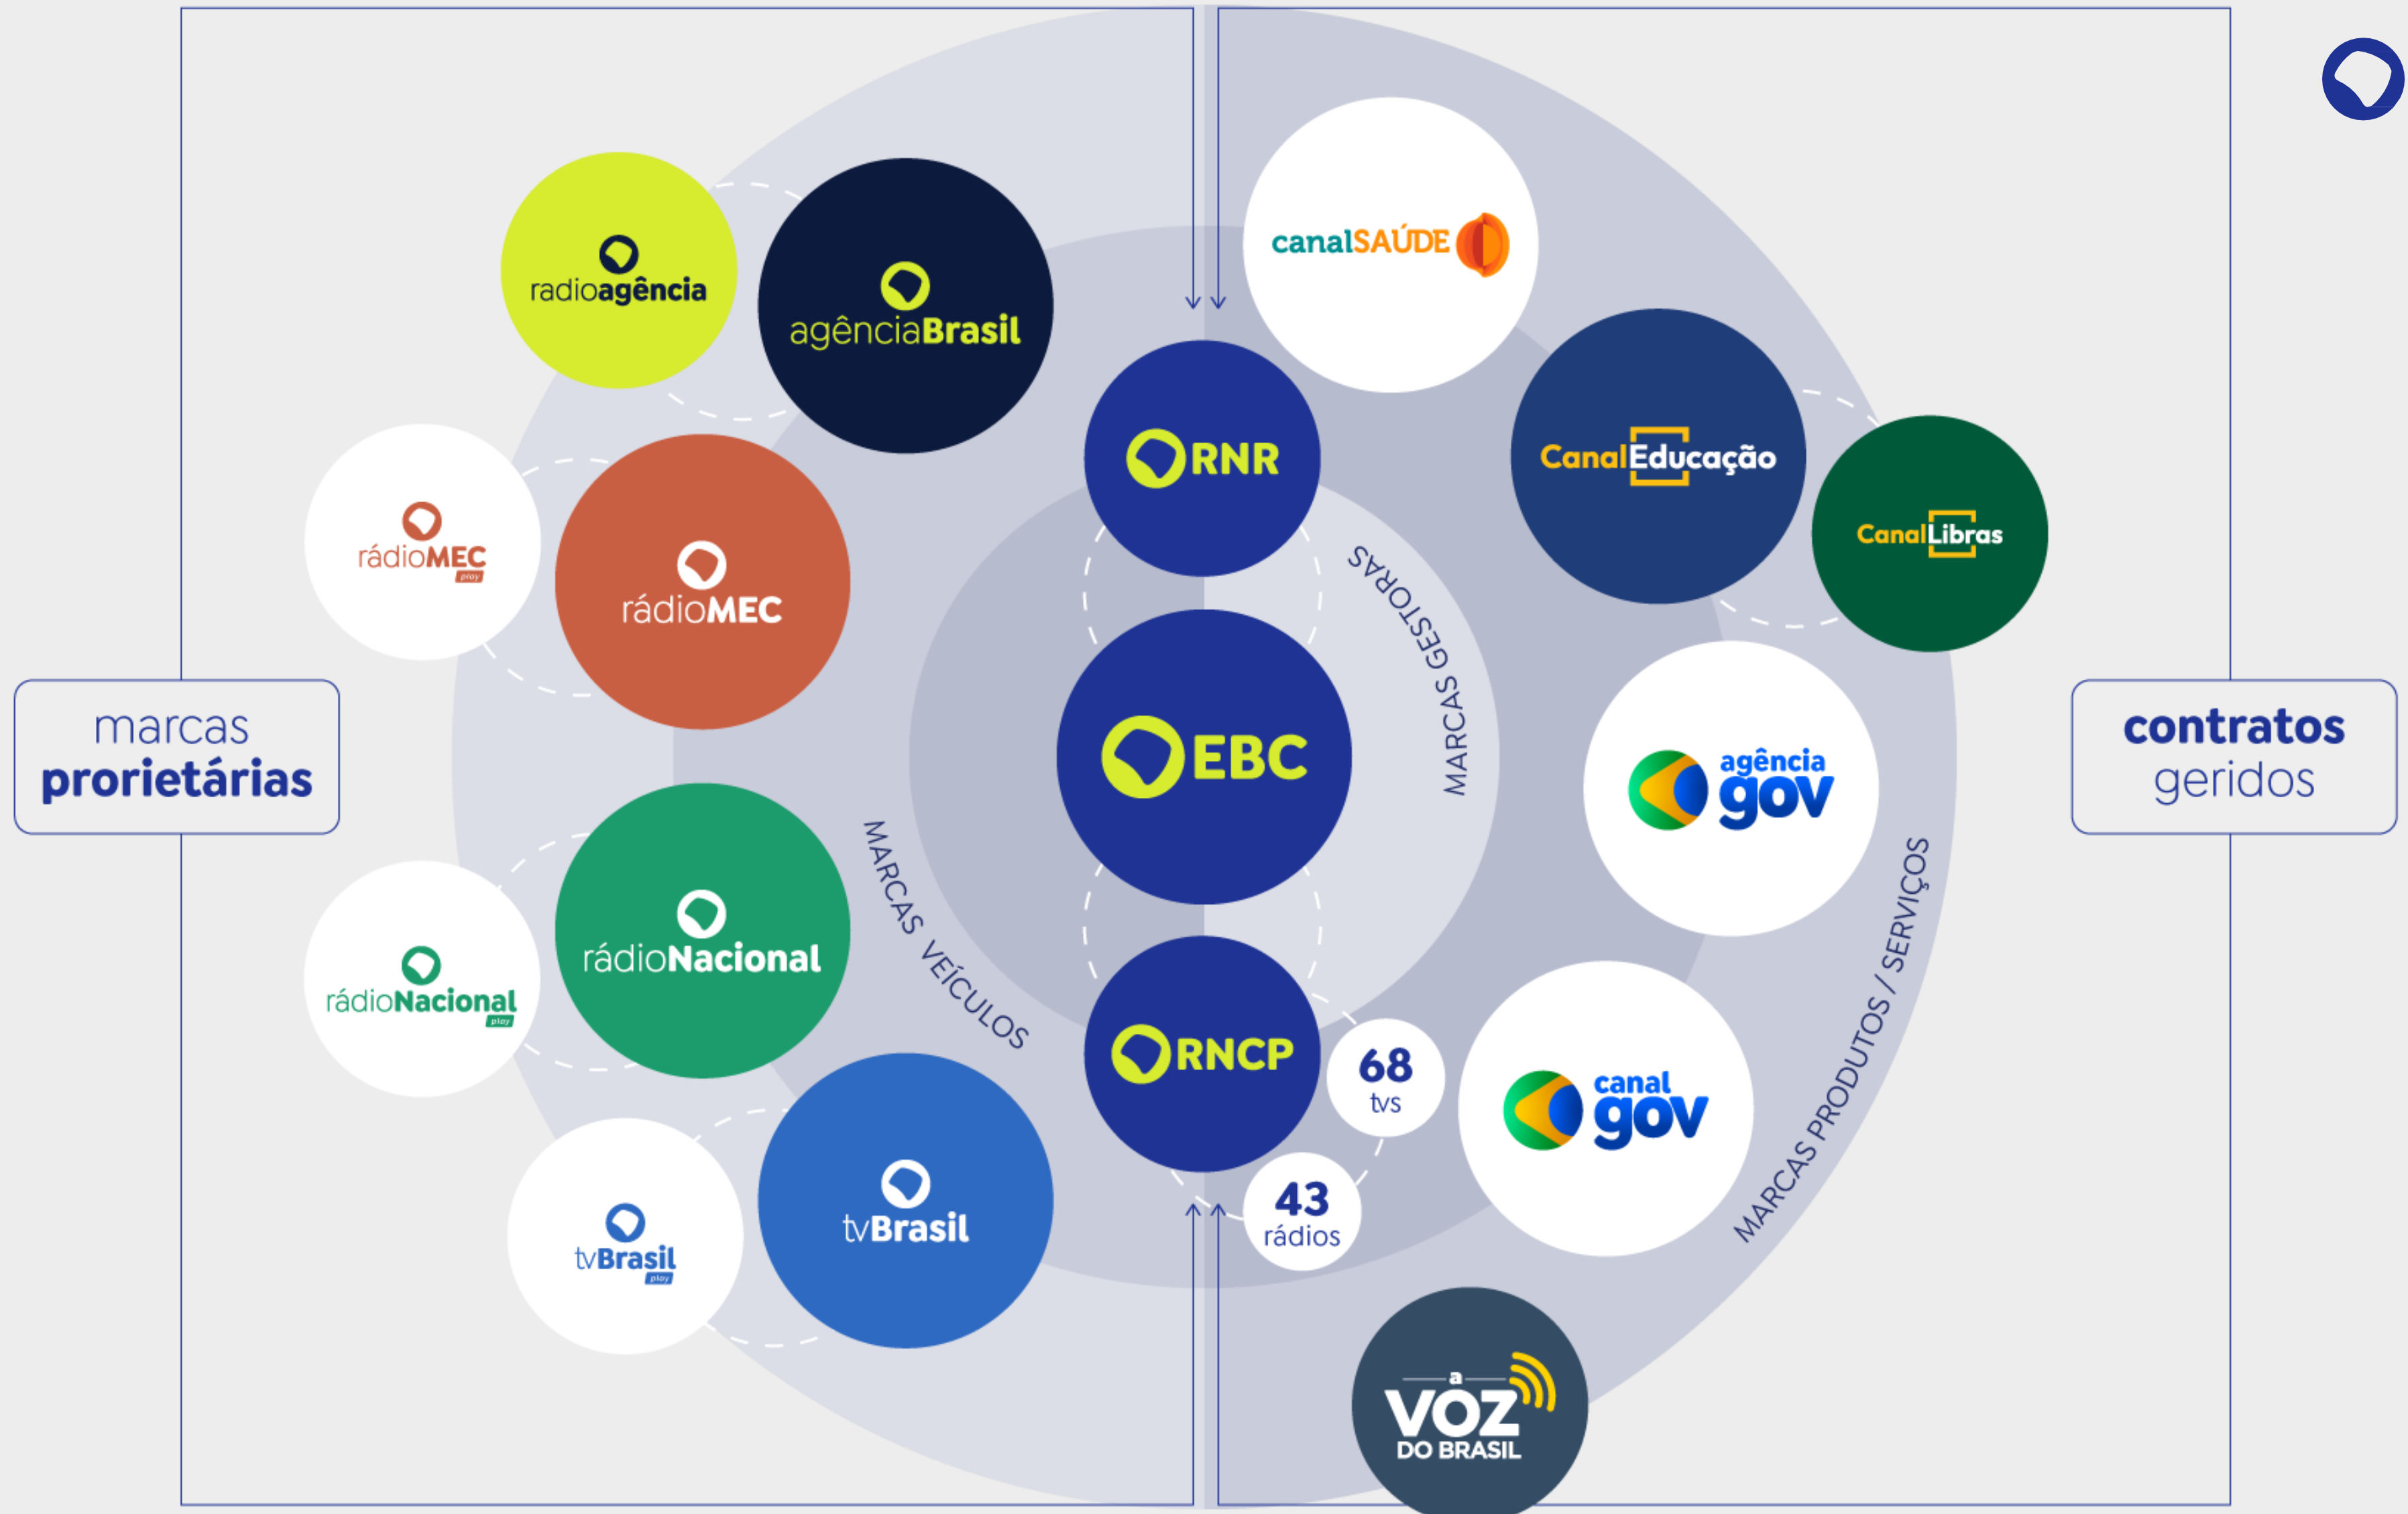 radioagência
agênciaBrasil
canalSAÚDE
RNR
CanalEducação
CanalLibras
rádioMEC
play
rádioMEC
MARCAS GESTORAS
marcas
prorietárias
EBC
contratos
geridos
agência
gov
rádioNacional
rádioNacional
play
MARCAS VEÍCULOS
MARCAS PRODUTOS / SERVIÇOS
RNCP
68
tvs
canal
gov
43
rádios
tvBrasil
tvBrasil
play
a
VOZ
DO BRASIL